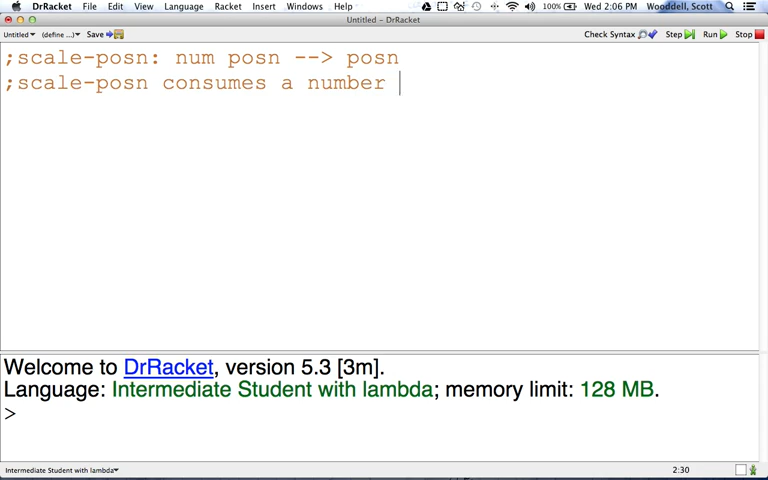 DrRacket File Edit View Language Racket Insert Windows Help 100% Wed 2:06 PM Wooddell, Scott
Untitled - DrRacket
Untitled (define ...) Save Check Syntax Step Run Stop
;scale-posn: num posn --> posn
;scale-posn consumes a number
Welcome to DrRacket, version 5.3 [3m].
Language: Intermediate Student with lambda; memory limit: 128 MB.
>
Intermediate Student with lambda 2:30